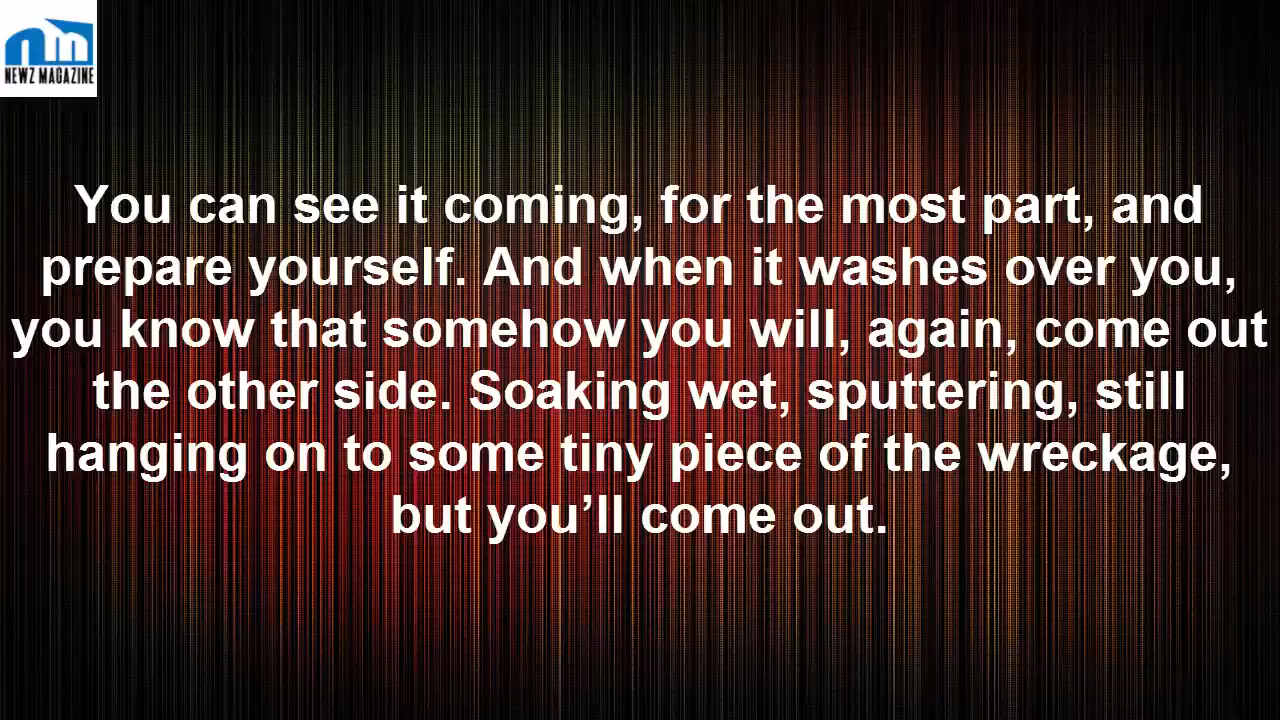 nm
NEWZ MAGAZINE
You can see it coming, for the most part, and
prepare yourself. And when it washes over you,
you know that somehow you will, again, come out
the other side. Soaking wet, sputtering, still
hanging on to some tiny piece of the wreckage,
but you’ll come out.